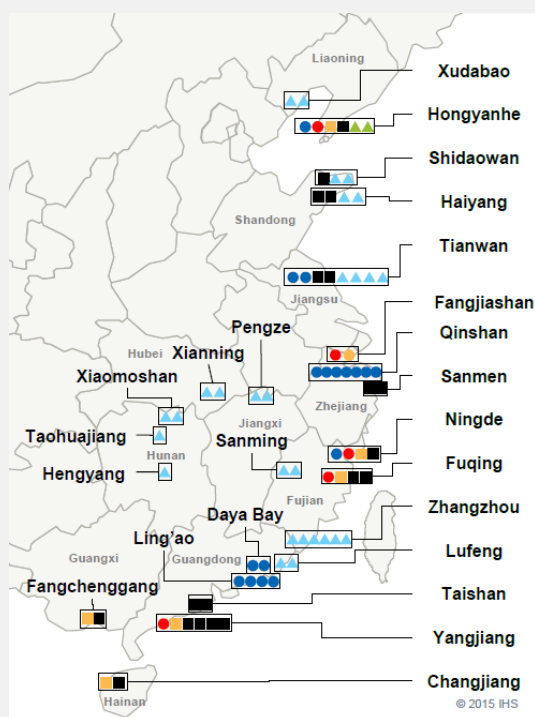 Liaoning
Xudabao
Hongyanhe
Shidaowan
Haiyang
Shandong
Tianwan
Jiangsu
Fangjiashan
Pengze
Qinshan
Hubei
Xianning
Xiaomoshan
Sanmen
Zhejiang
Jiangxi
Taohuajiang
Sanming
Ningde
Hunan
Hengyang
Fuqing
Fujian
Zhangzhou
Daya Bay
Ling'ao
Lufeng
Guangxi
Guangdong
Fangchenggang
Taishan
Yangjiang
Changjiang
Hainan
© 2015 IHS